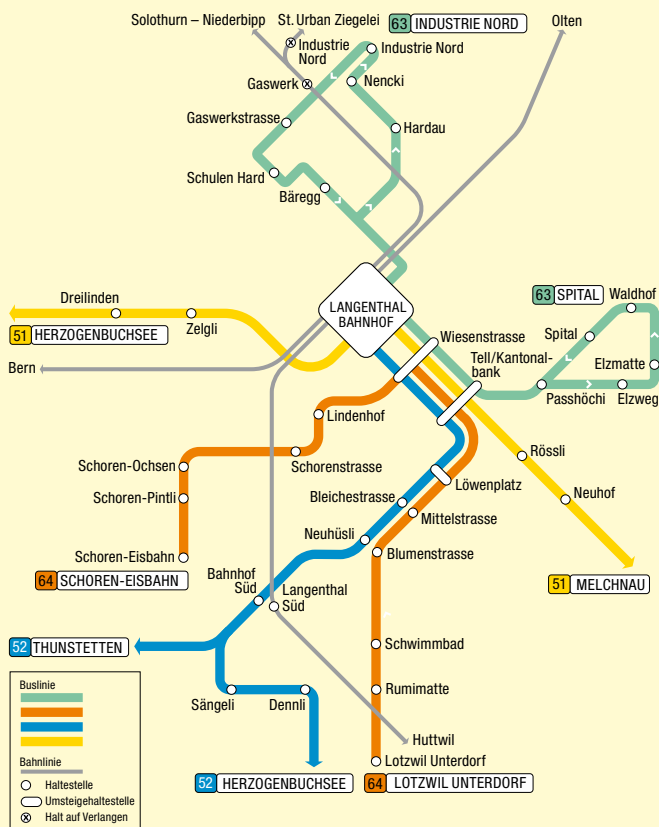 Solothurn – Niederbipp
St. Urban Ziegelei
63 INDUSTRIE NORD
Olten
Industrie
Nord
Industrie Nord
Gaswerk
Nencki
Gaswerkstrasse
Hardau
Schulen Hard
Bäregg
LANGENTHAL
BAHNHOF
Dreilinden
51 HERZOGENBUCHSEE
Zelgli
Bern
63 SPITAL
Waldhof
Wiesenstrasse
Spital
Tell/Kantonal-
bank
Elzmatte
Passhöchi
Elzweg
Lindenhof
Schoren-Ochsen
Schorenstrasse
Rössli
Schoren-Pintli
Löwenplatz
Neuhof
Bleichestrasse
Mittelstrasse
Neuhüsli
Blumenstrasse
Schoren-Eisbahn
64 SCHOREN-EISBAHN
51 MELCHNAU
Bahnhof
Süd
Langenthal
Süd
52 THUNSTETTEN
Schwimmbad
Sängeli
Dennli
Rumimatte
Huttwil
Lotzwil Unterdorf
52 HERZOGENBUCHSEE
64 LOTZWIL UNTERDORF
Buslinie
Bahnlinie
Haltestelle
Umsteigehaltestelle
Halt auf Verlangen